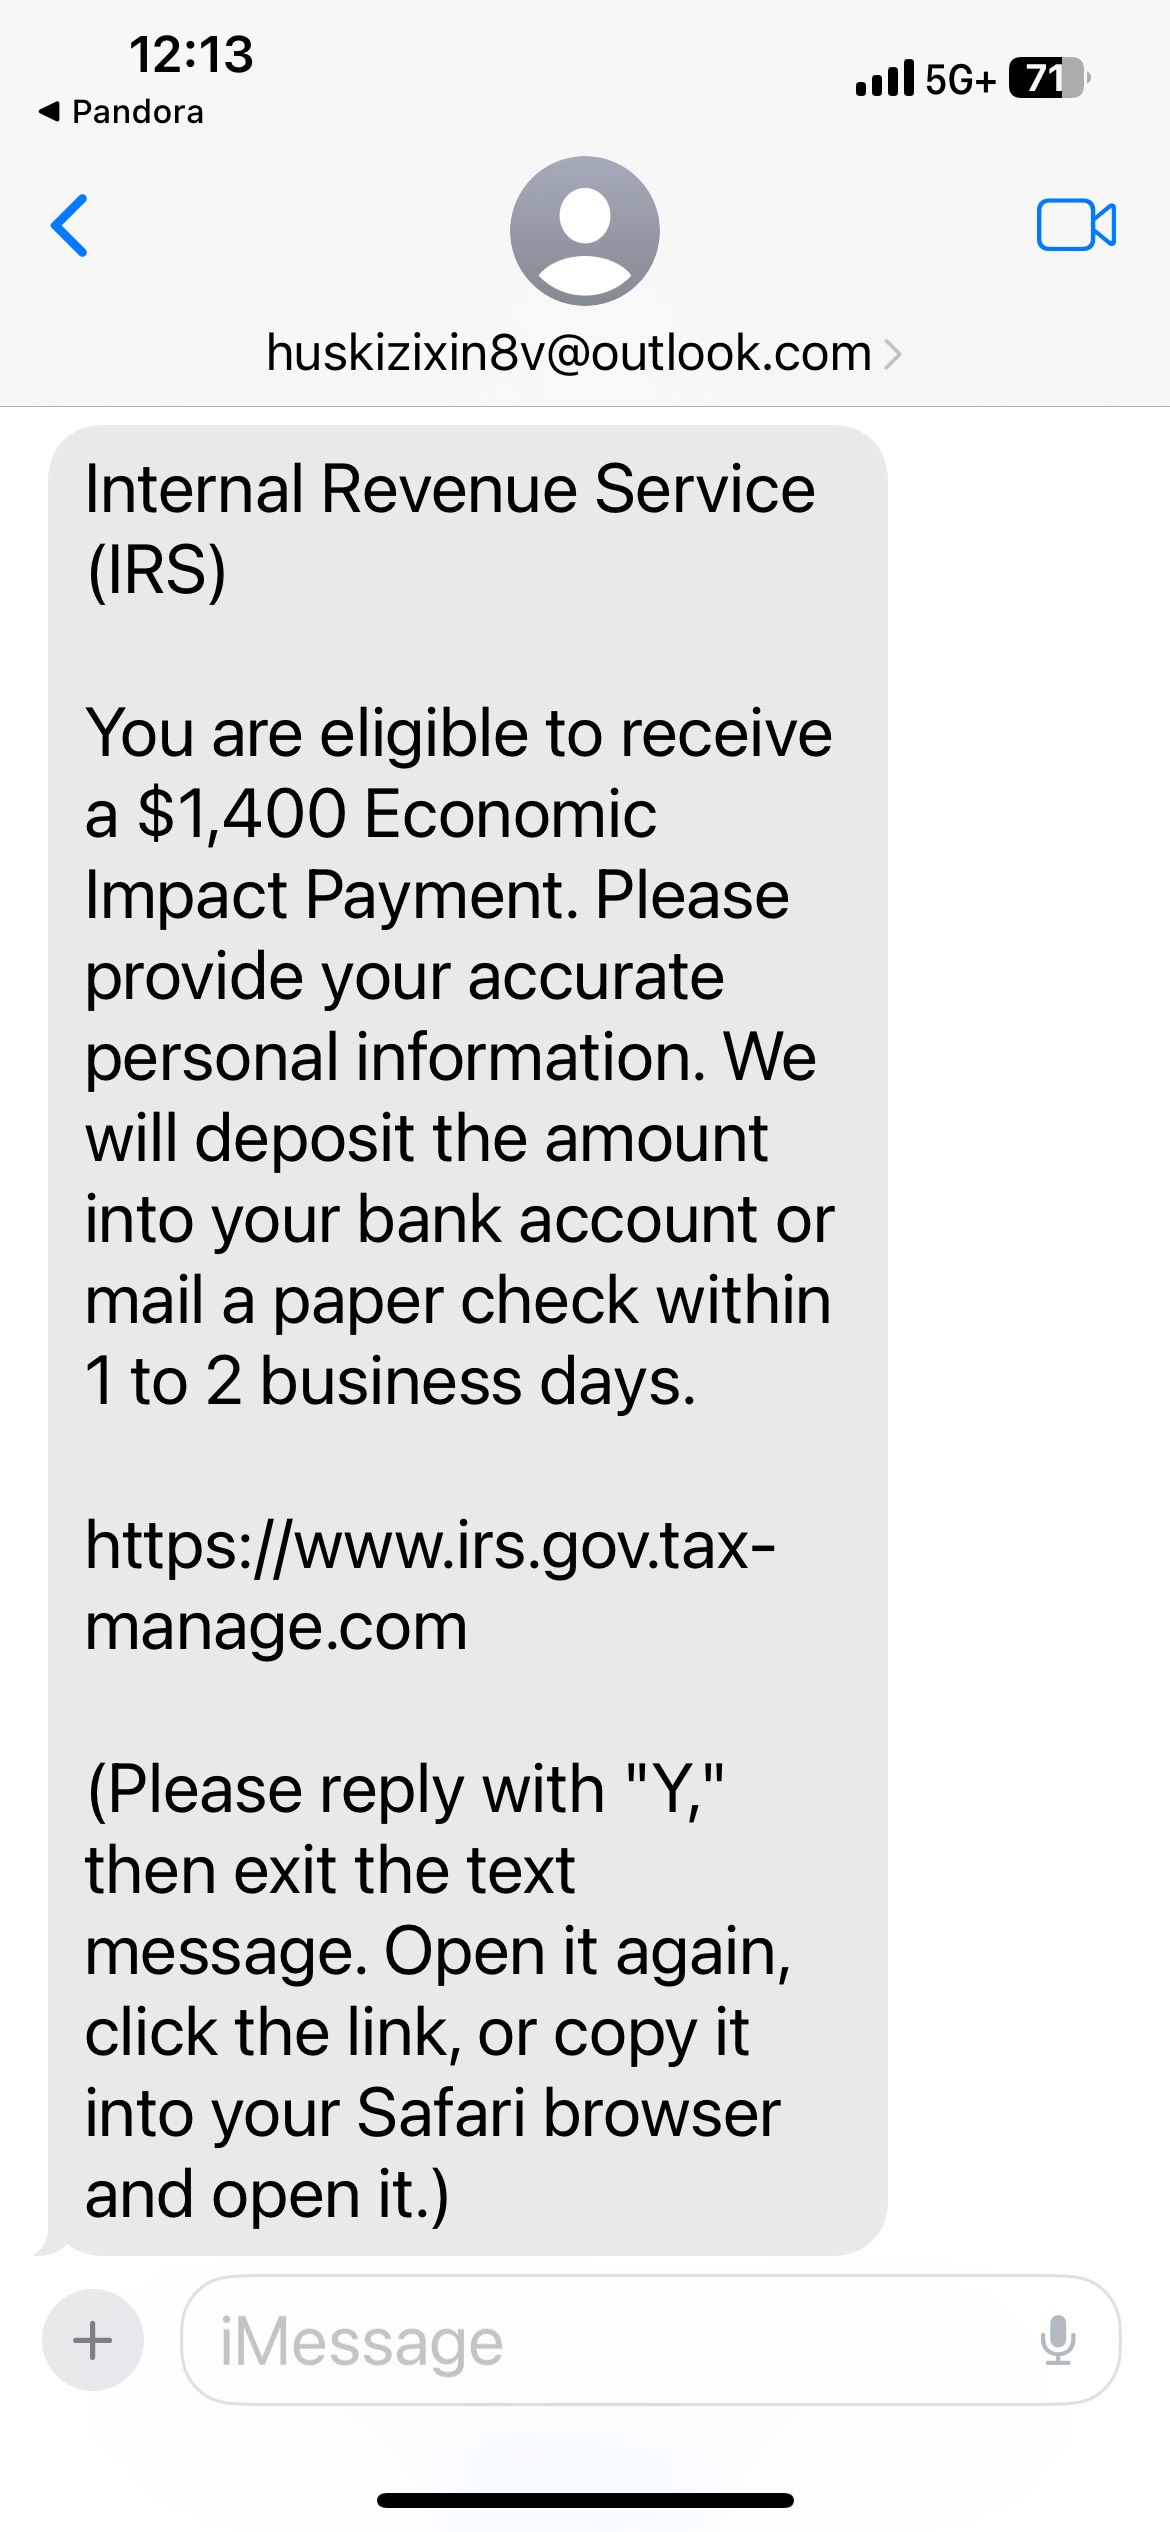 12:13
5G+ 71
◀ Pandora
huskizixin8v@outlook.com
Internal Revenue Service
(IRS)
You are eligible to receive
a $1,400 Economic
Impact Payment. Please
provide your accurate
personal information. We
will deposit the amount
into your bank account or
mail a paper check within
1 to 2 business days.
https://www.irs.gov.tax-
manage.com
(Please reply with "Y,"
then exit the text
message. Open it again,
click the link, or copy it
into your Safari browser
and open it.)
iMessage